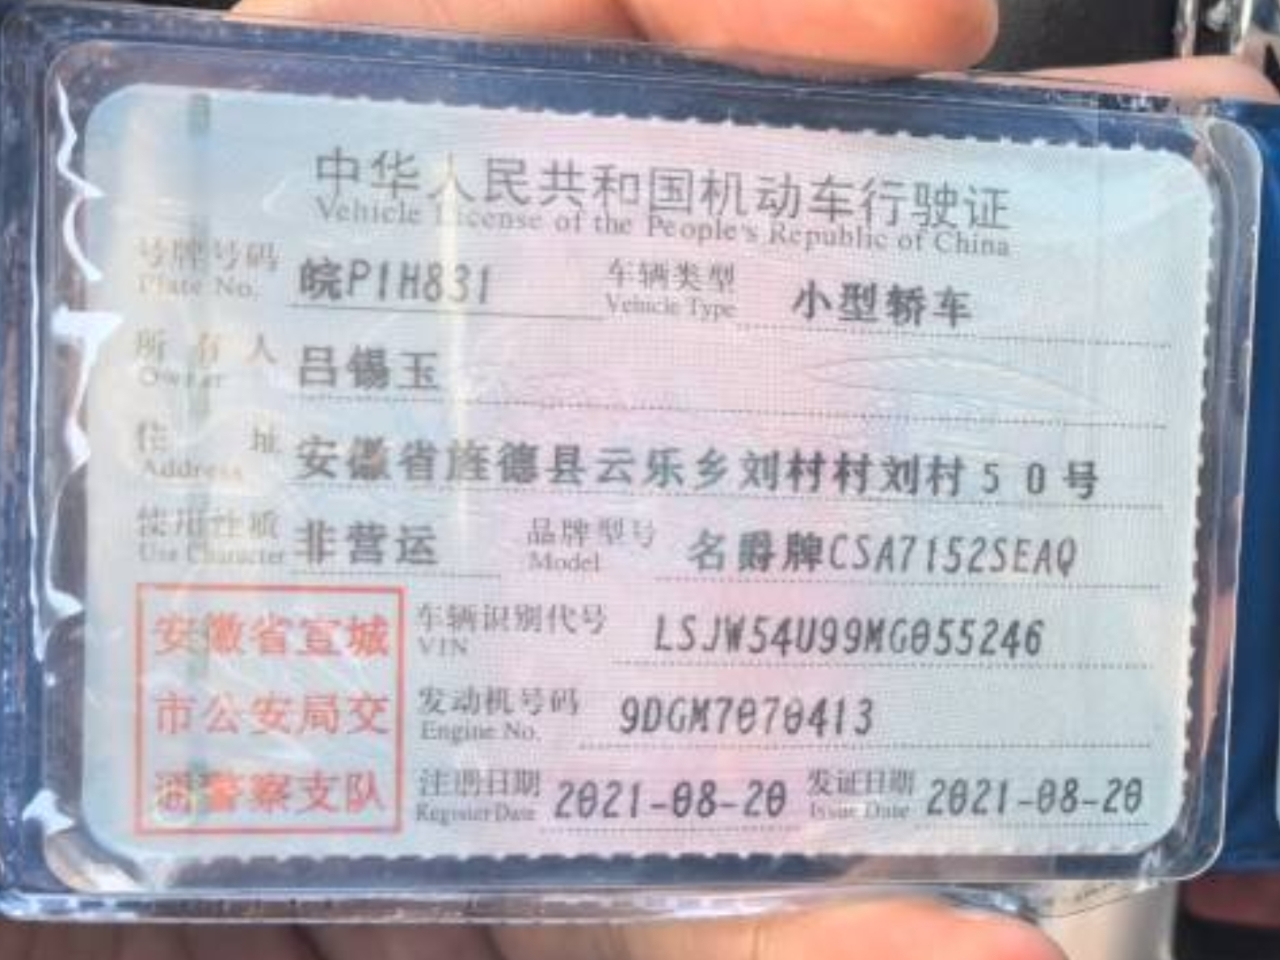 中华人民共和国机动车行驶证
Vehicle License of the People's Republic of China
号牌号码 皖P1H831 车辆类型 小型轿车
Plate No. Vehicle Type
所有人 吕锡玉
Owner
住址 安徽省旌德县云乐乡刘村村刘村50号
Address
使用性质 非营运 品牌型号 名爵牌CSA7152SEAQ
Use Character Model
安徽省宣城
市公安局交
通警察支队
车辆识别代号 LSJW54U99MG055246
VIN
发动机号码 9DGM7070413
Engine No.
注册日期 2021-08-20 发证日期 2021-08-20
Register Date Issue Date